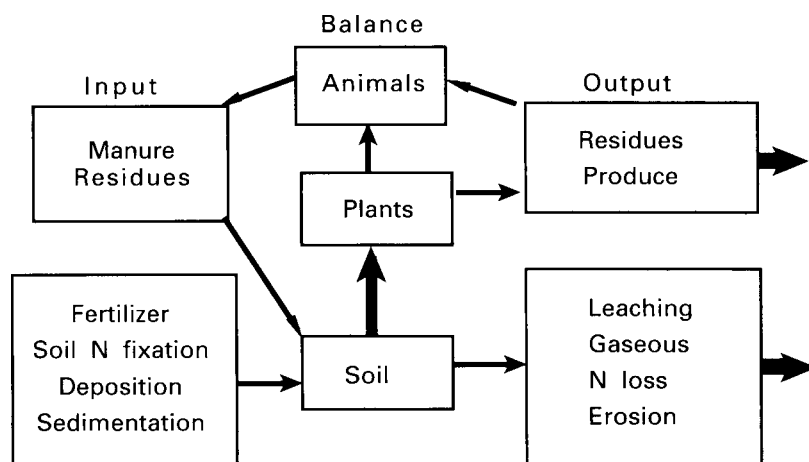 Balance
Input
Animals
Output
Manure
Residues
Residues
Produce
Plants
Fertilizer
Soil N fixation
Deposition
Sedimentation
Soil
Leaching
Gaseous
N loss
Erosion